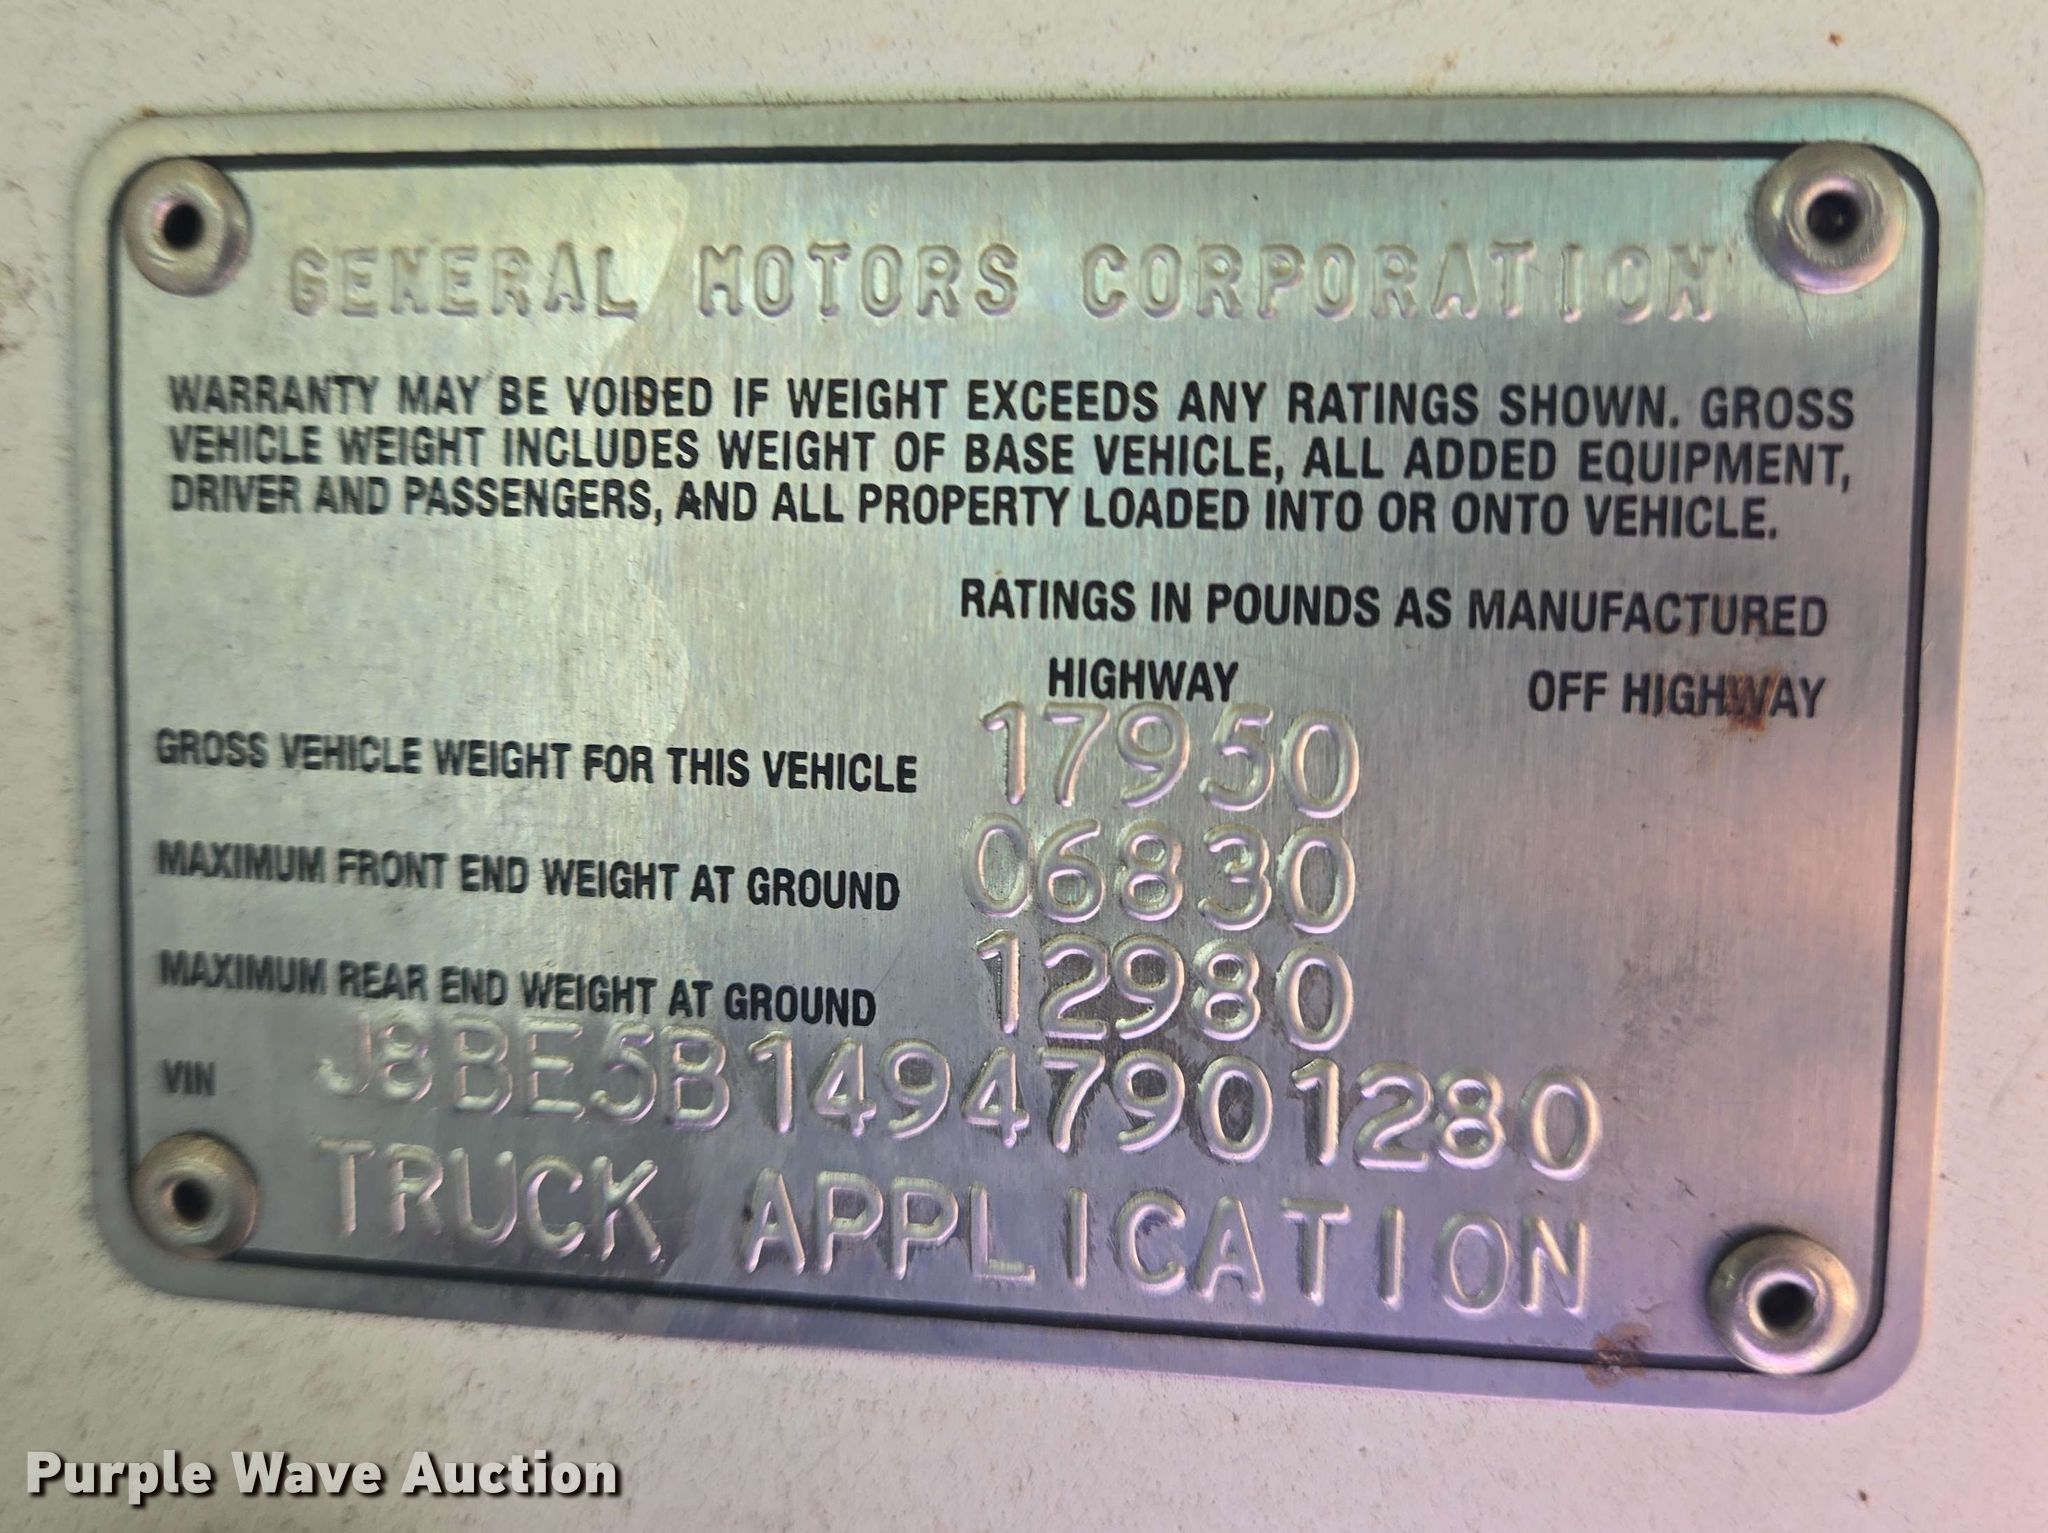 GENERAL MOTORS CORPORATION
WARRANTY MAY BE VOIDED IF WEIGHT EXCEEDS ANY RATINGS SHOWN. GROSS
VEHICLE WEIGHT INCLUDES WEIGHT OF BASE VEHICLE, ALL ADDED EQUIPMENT,
DRIVER AND PASSENGERS, AND ALL PROPERTY LOADED INTO OR ONTO VEHICLE.
RATINGS IN POUNDS AS MANUFACTURED
HIGHWAY OFF HIGHWAY
GROSS VEHICLE WEIGHT FOR THIS VEHICLE 17950
MAXIMUM FRONT END WEIGHT AT GROUND 06830
MAXIMUM REAR END WEIGHT AT GROUND 12980
VIN J8BE5B14947901280
TRUCK APPLICATION
Purple Wave Auction